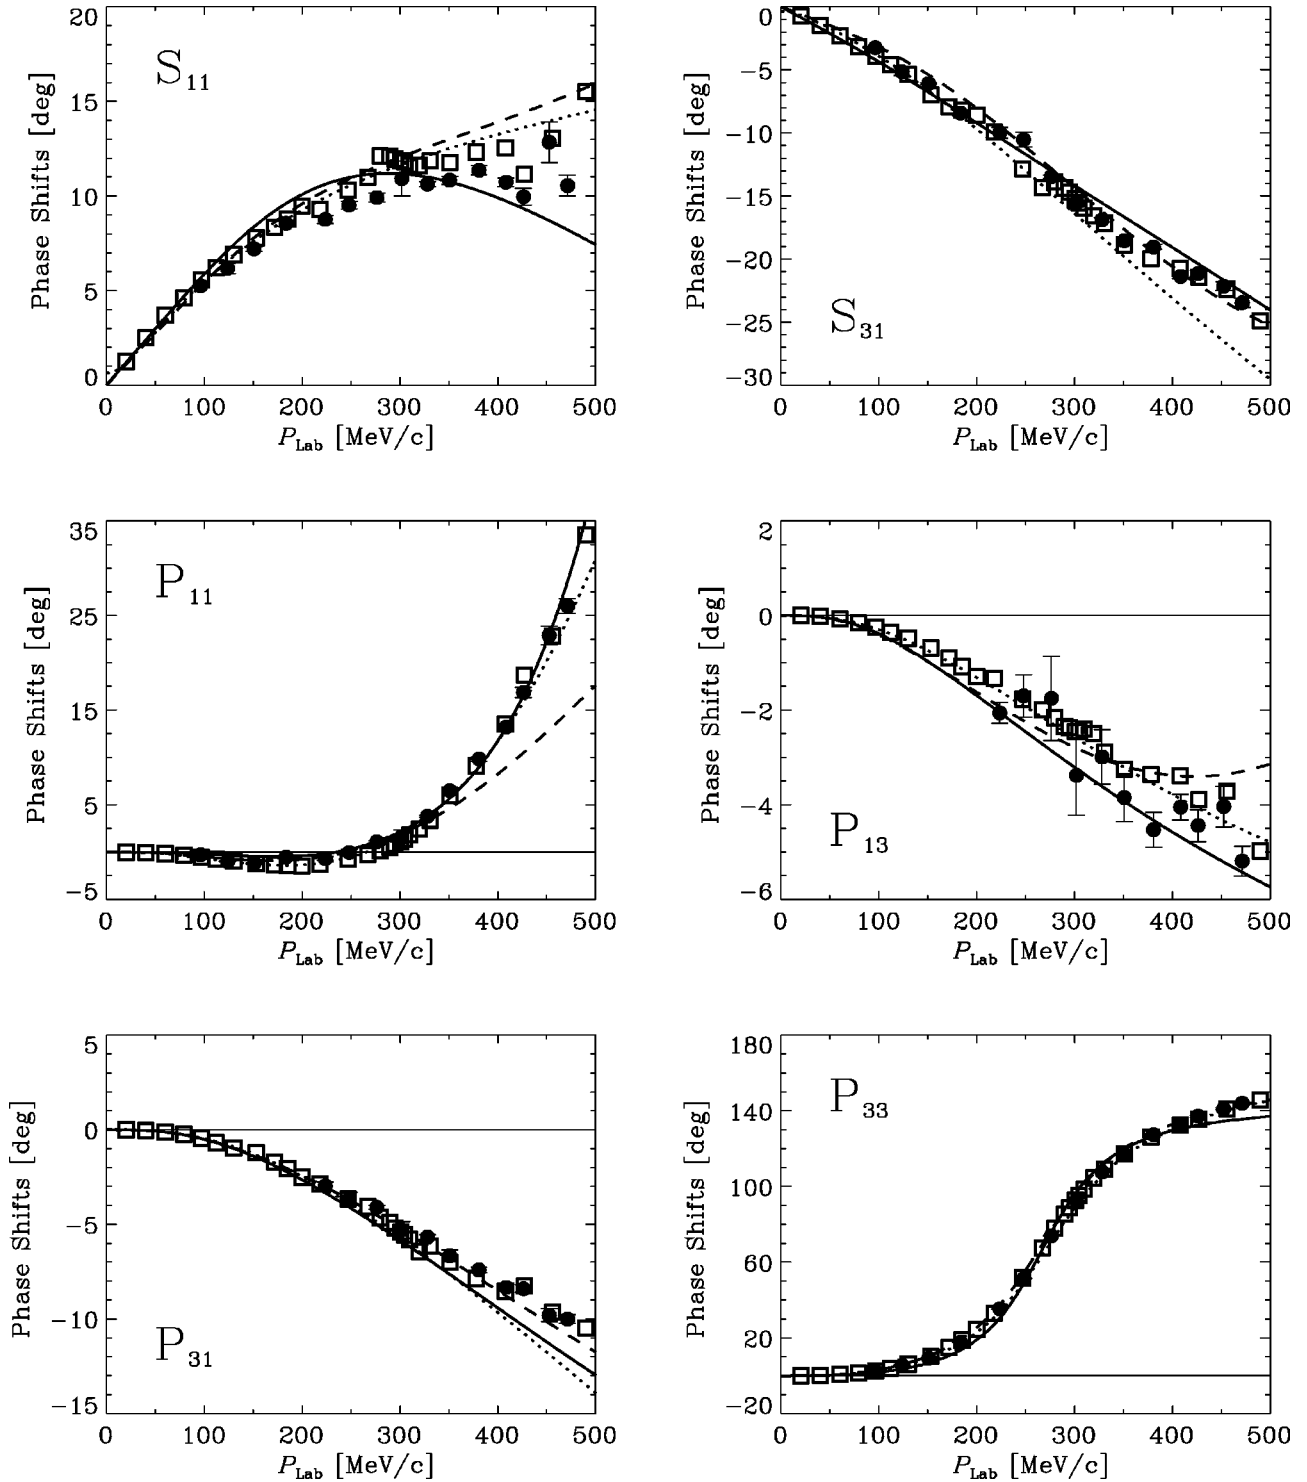 20
15
10
5
0
Phase Shifts [deg]
S11
0 100 200 300 400 500
PLab [MeV/c]
0
−5
−10
−15
−20
−25
−30
Phase Shifts [deg]
S31
0 100 200 300 400 500
PLab [MeV/c]
35
25
15
5
−5
Phase Shifts [deg]
P11
0 100 200 300 400 500
PLab [MeV/c]
2
0
−2
−4
−6
Phase Shifts [deg]
P13
0 100 200 300 400 500
PLab [MeV/c]
5
0
−5
−10
−15
Phase Shifts [deg]
P31
0 100 200 300 400 500
PLab [MeV/c]
180
140
100
60
20
−20
Phase Shifts [deg]
P33
0 100 200 300 400 500
PLab [MeV/c]